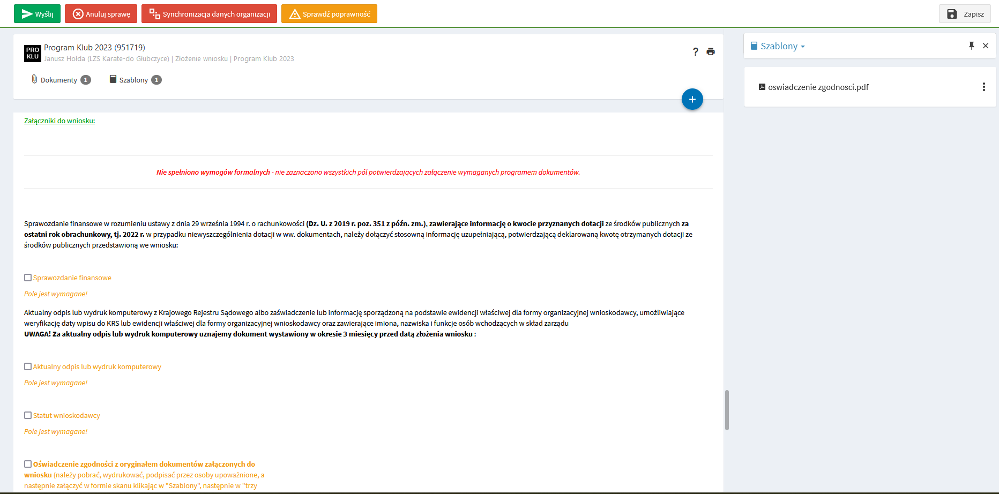 Wyślij
Anuluj sprawę
Synchronizacja danych organizacji
Sprawdź poprawność
Zapisz
PRO
KLU
Program Klub 2023 (951719)
Janusz Hołda (LZS Karate-do Głubczyce) | Złożenie wniosku | Program Klub 2023
?
Dokumenty 1
Szablony 1
+
Szablony
oswiadczenie zgodnosci.pdf
Załączniki do wniosku:
Nie spełniono wymogów formalnych - nie zaznaczono wszystkich pól potwierdzających załączenie wymaganych programem dokumentów.
Sprawozdanie finansowe w rozumieniu ustawy z dnia 29 września 1994 r. o rachunkowości (Dz. U. z 2019 r. poz. 351 z późn. zm.), zawierające informację o kwocie przyznanych dotacji ze środków publicznych za
ostatni rok obrachunkowy, tj. 2022 r. w przypadku niewyszczególnienia dotacji w ww. dokumentach, należy dołączyć stosowną informację uzupełniającą, potwierdzającą deklarowaną kwotę otrzymanych dotacji ze
środków publicznych przedstawioną we wniosku:
Sprawozdanie finansowe
Pole jest wymagane!
Aktualny odpis lub wydruk komputerowy z Krajowego Rejestru Sądowego albo zaświadczenie lub informację sporządzoną na podstawie ewidencji właściwej dla formy organizacyjnej wnioskodawcy, umożliwiające
weryfikację daty wpisu do KRS lub ewidencji właściwej dla formy organizacyjnej wnioskodawcy oraz zawierające imiona, nazwiska i funkcje osób wchodzących w skład zarządu
UWAGA! Za aktualny odpis lub wydruk komputerowy uznajemy dokument wystawiony w okresie 3 miesięcy przed datą złożenia wniosku :
Aktualny odpis lub wydruk komputerowy
Pole jest wymagane!
Statut wnioskodawcy
Pole jest wymagane!
Oświadczenie zgodności z oryginałem dokumentów załączonych do
wniosku (należy pobrać, wydrukować, podpisać przez osoby upoważnione, a
następnie załączyć w formie skanu klikając w "Szablony", następnie w "trzy